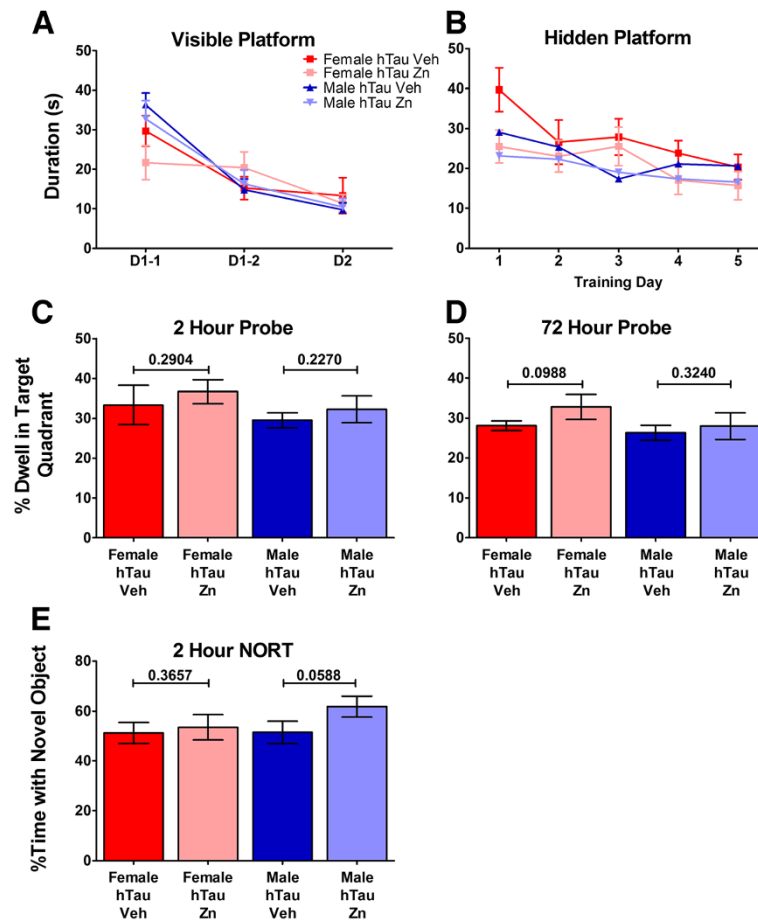 A
Visible Platform
Duration (s)
50
40
30
20
10
0
D1-1
D1-2
D2
Female hTau Veh
Female hTau Zn
Male hTau Veh
Male hTau Zn
B
Hidden Platform
50
40
30
20
10
0
1
2
3
4
5
Training Day
C
2 Hour Probe
% Dwell in Target
Quadrant
50
40
30
20
10
0
0.2904
0.2270
Female
hTau
Veh
Female
hTau
Zn
Male
hTau
Veh
Male
hTau
Zn
D
72 Hour Probe
50
40
30
20
10
0
0.0988
0.3240
Female
hTau
Veh
Female
hTau
Zn
Male
hTau
Veh
Male
hTau
Zn
E
2 Hour NORT
%Time with Novel Object
80
60
40
20
0
0.3657
0.0588
Female
hTau
Veh
Female
hTau
Zn
Male
hTau
Veh
Male
hTau
Zn